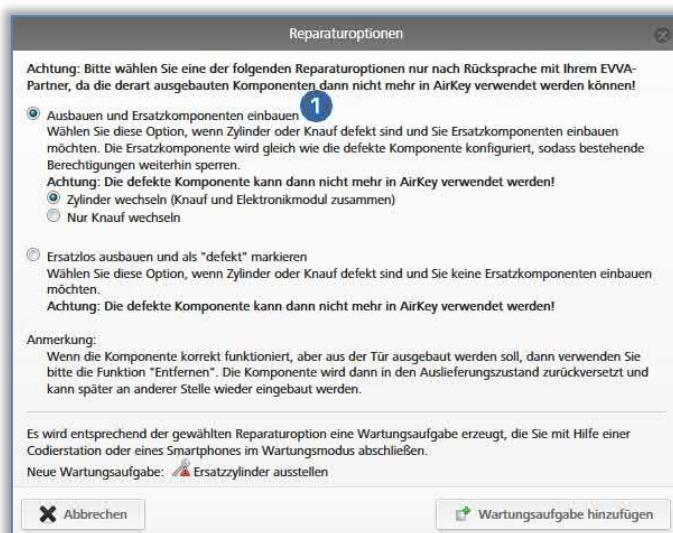 Reparaturoptionen
Achtung: Bitte wählen Sie eine der folgenden Reparaturoptionen nur nach Rücksprache mit Ihrem EVVA-
Partner, da die derart ausgebauten Komponenten dann nicht mehr in AirKey verwendet werden können!
Ausbauen und Ersatzkomponenten einbauen 1
Wählen Sie diese Option, wenn Zylinder oder Knauf defekt sind und Sie Ersatzkomponenten einbauen
möchten. Die Ersatzkomponente wird gleich wie die defekte Komponente konfiguriert, sodass bestehende
Berechtigungen weiterhin sperren.
Achtung: Die defekte Komponente kann dann nicht mehr in AirKey verwendet werden!
Zylinder wechseln (Knauf und Elektronikmodul zusammen)
Nur Knauf wechseln
Ersatzlos ausbauen und als "defekt" markieren
Wählen Sie diese Option, wenn Zylinder oder Knauf defekt sind und Sie keine Ersatzkomponenten einbauen
möchten.
Achtung: Die defekte Komponente kann dann nicht mehr in AirKey verwendet werden!
Anmerkung:
Wenn die Komponente korrekt funktioniert, aber aus der Tür ausgebaut werden soll, dann verwenden Sie
bitte die Funktion "Entfernen". Die Komponente wird dann in den Auslieferungszustand zurückversetzt und
kann später an anderer Stelle wieder eingebaut werden.
Es wird entsprechend der gewählten Reparaturoption eine Wartungsaufgabe erzeugt, die Sie mit Hilfe einer
Codierstation oder eines Smartphones im Wartungsmodus abschließen.
Neue Wartungsaufgabe: Ersatzzylinder ausstellen
Abbrechen
Wartungsaufgabe hinzufügen